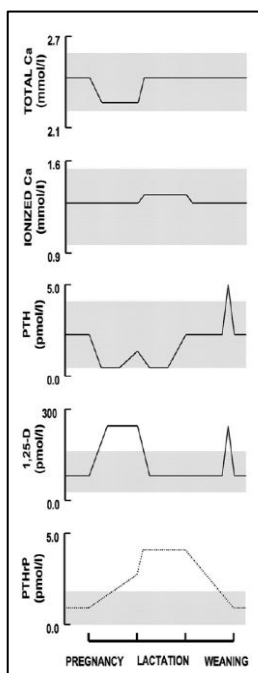 TOTAL Ca
(mmol/l)
2.7
2.1
IONIZED Ca
(mmol/l)
1.6
0.9
PTH
(pmol/l)
5.0
0.0
1,25-D
(pmol/l)
300
0.0
PTHrP
(pmol/l)
5.0
0.0
PREGNANCY LACTATION WEANING